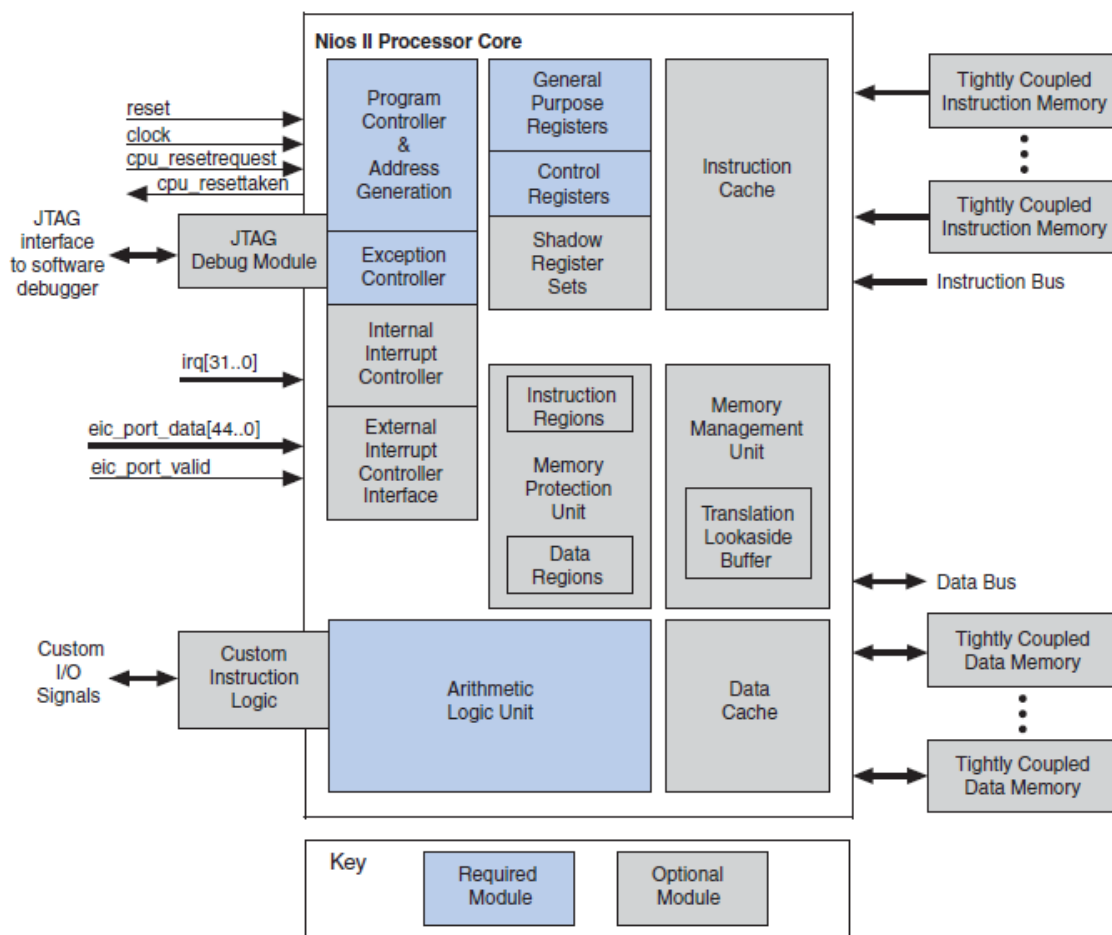 Nios II Processor Core
reset
clock
cpu_resetrequest
cpu_resettaken
JTAG
interface
to software
debugger
JTAG
Debug Module
irq[31..0]
eic_port_data[44..0]
eic_port_valid
Custom
I/O
Signals
Custom
Instruction
Logic
Program
Controller
&
Address
Generation
Exception
Controller
Internal
Interrupt
Controller
External
Interrupt
Controller
Interface
General
Purpose
Registers
Control
Registers
Shadow
Register
Sets
Instruction
Cache
Instruction
Regions
Memory
Protection
Unit
Data
Regions
Memory
Management
Unit
Translation
Lookaside
Buffer
Arithmetic
Logic Unit
Data
Cache
Tightly Coupled
Instruction Memory
Tightly Coupled
Instruction Memory
Instruction Bus
Data Bus
Tightly Coupled
Data Memory
Tightly Coupled
Data Memory
Key
Required
Module
Optional
Module